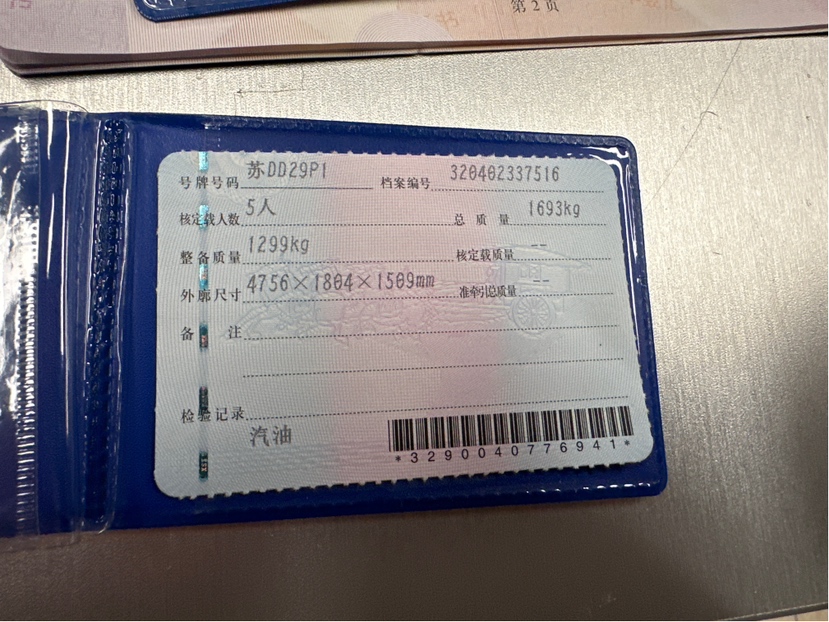 第2页
号牌号码 苏DD29P1 档案编号 320402337516
核定载人数 5人 总质量 1693kg
整备质量 1299kg 核定载质量 --
外廓尺寸 4756×1804×1509mm 准牵引总质量 --
备注
检验记录
汽油
*3290040776941*